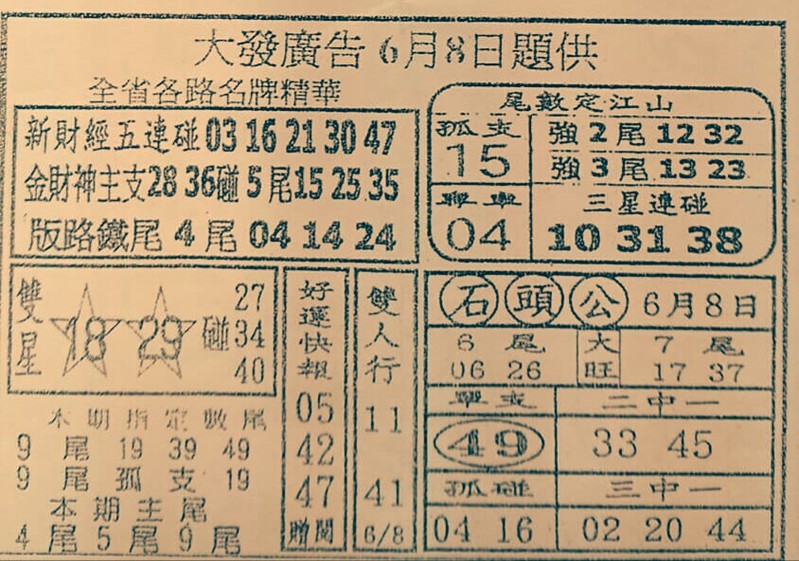 大發廣告 6月8日題供
全省各路名牌精華
新財經五連碰 03 16 21 30 47
金財神主支 28 36 碰 5 尾 15 25 35
版路鐵尾 4 尾 04 14 24
尾數定江山
孤支
15
強 2 尾 12 32
強 3 尾 13 23
聯車
04
三星連碰
10 31 38
雙星
18 29 碰
27
34
40
本期指定數尾
9 尾 19 39 49
9 尾 孤支 19
本期主尾
4 尾 5 尾 9 尾
好運快報
05
42
47
贈閱
雙人行
11
41
6/8
石頭公 6月8日
6 尾 大旺 7 尾
06 26 17 37
單支 二中一
49 33 45
孤碰 三中一
04 16 02 20 44